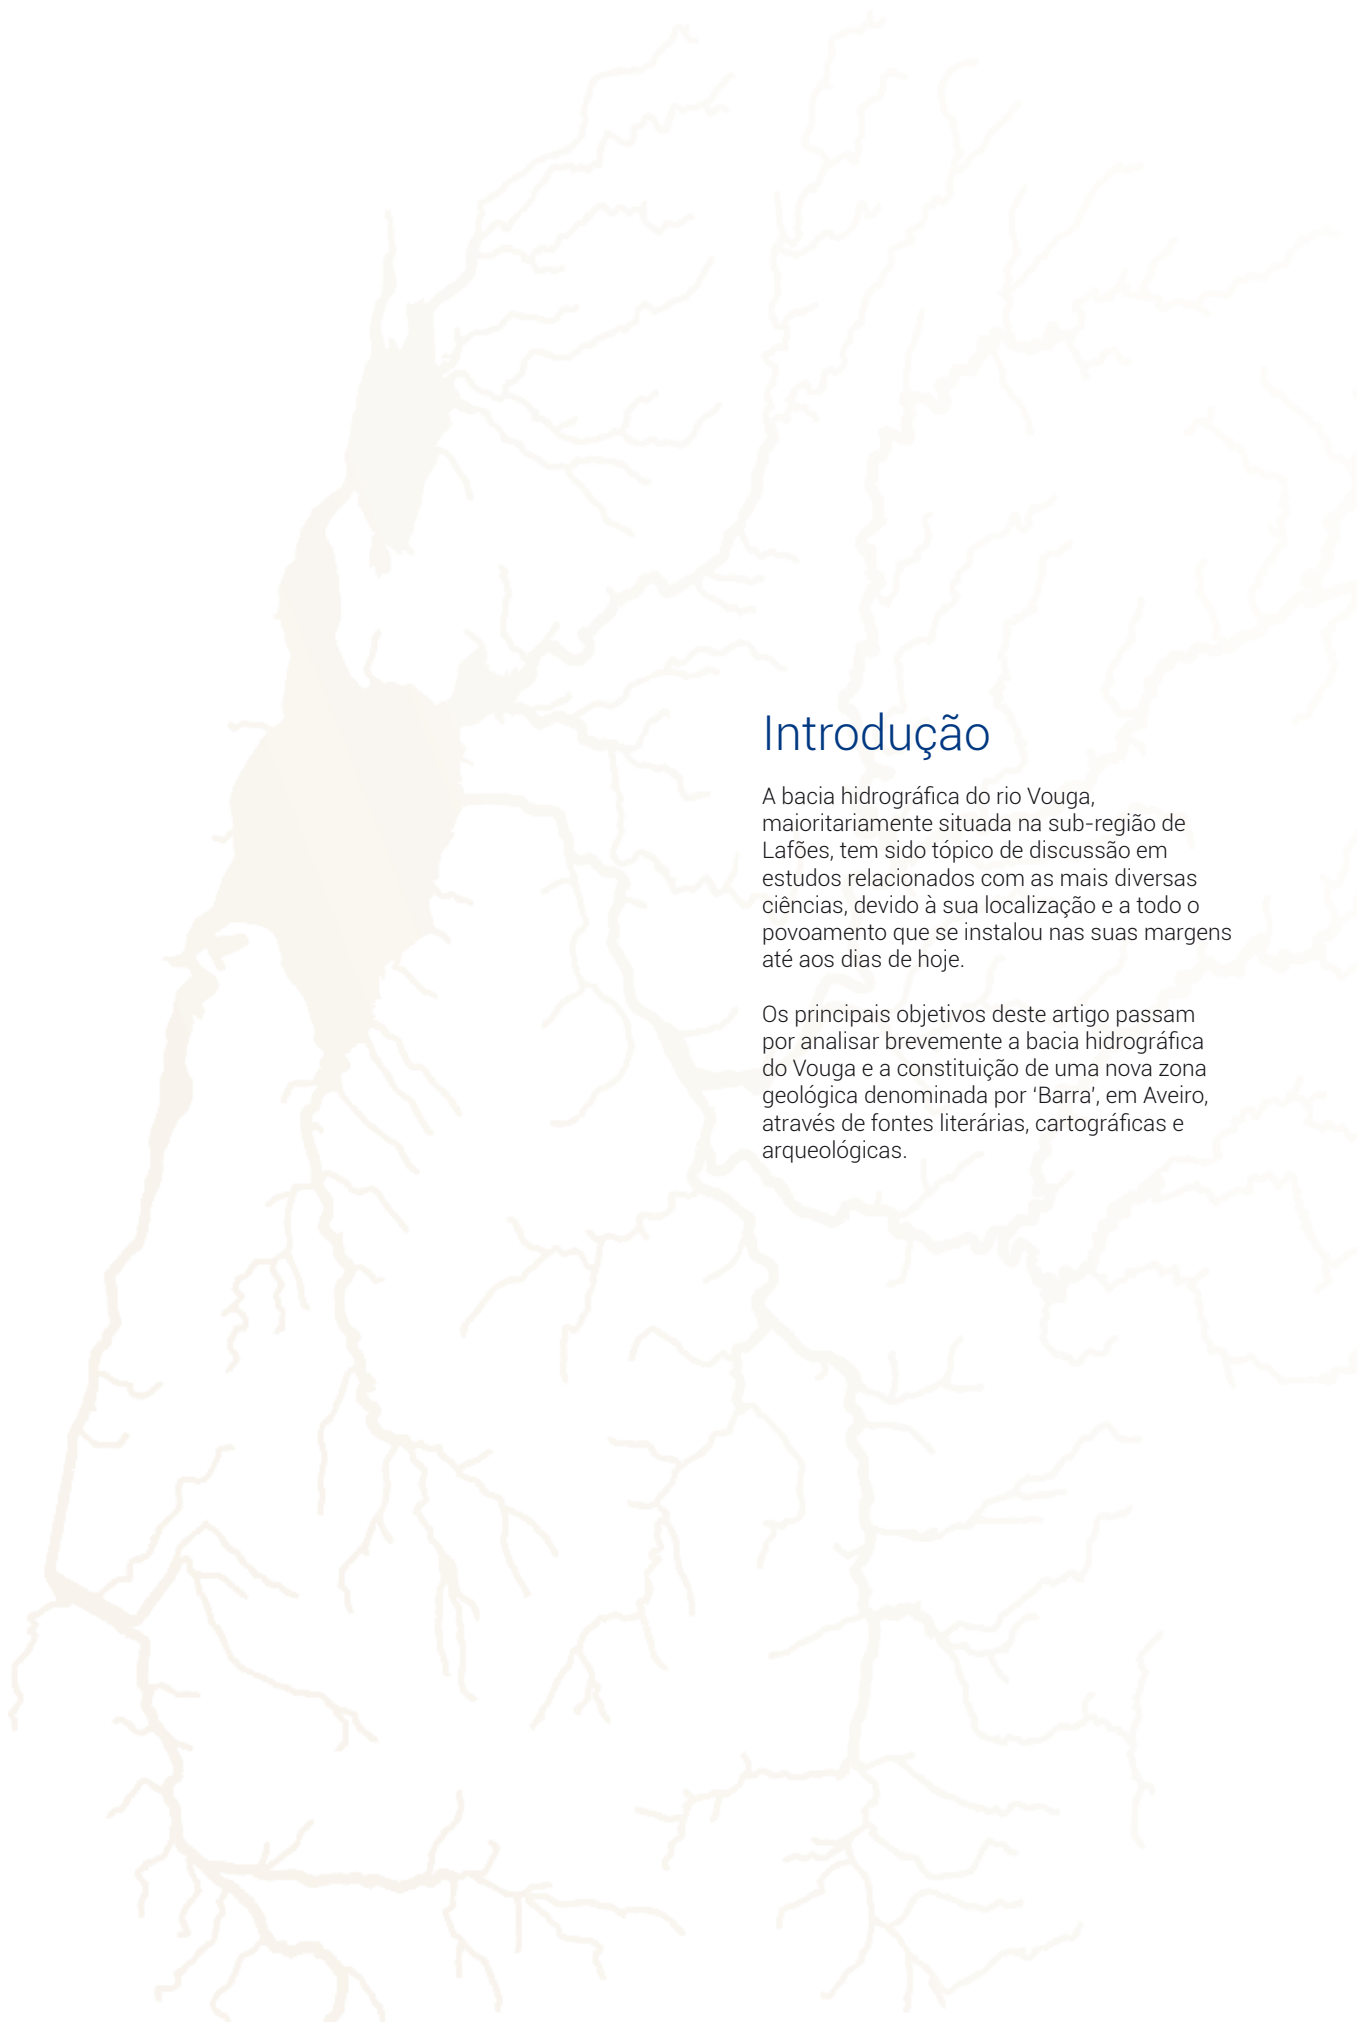 Introdução
A bacia hidrográfica do rio Vouga,
maioritariamente situada na sub-região de
Lafões, tem sido tópico de discussão em
estudos relacionados com as mais diversas
ciências, devido à sua localização e a todo o
povoamento que se instalou nas suas margens
até aos dias de hoje.
Os principais objetivos deste artigo passam
por analisar brevemente a bacia hidrográfica
do Vouga e a constituição de uma nova zona
geológica denominada por ‘Barra’, em Aveiro,
através de fontes literárias, cartográficas e
arqueológicas.